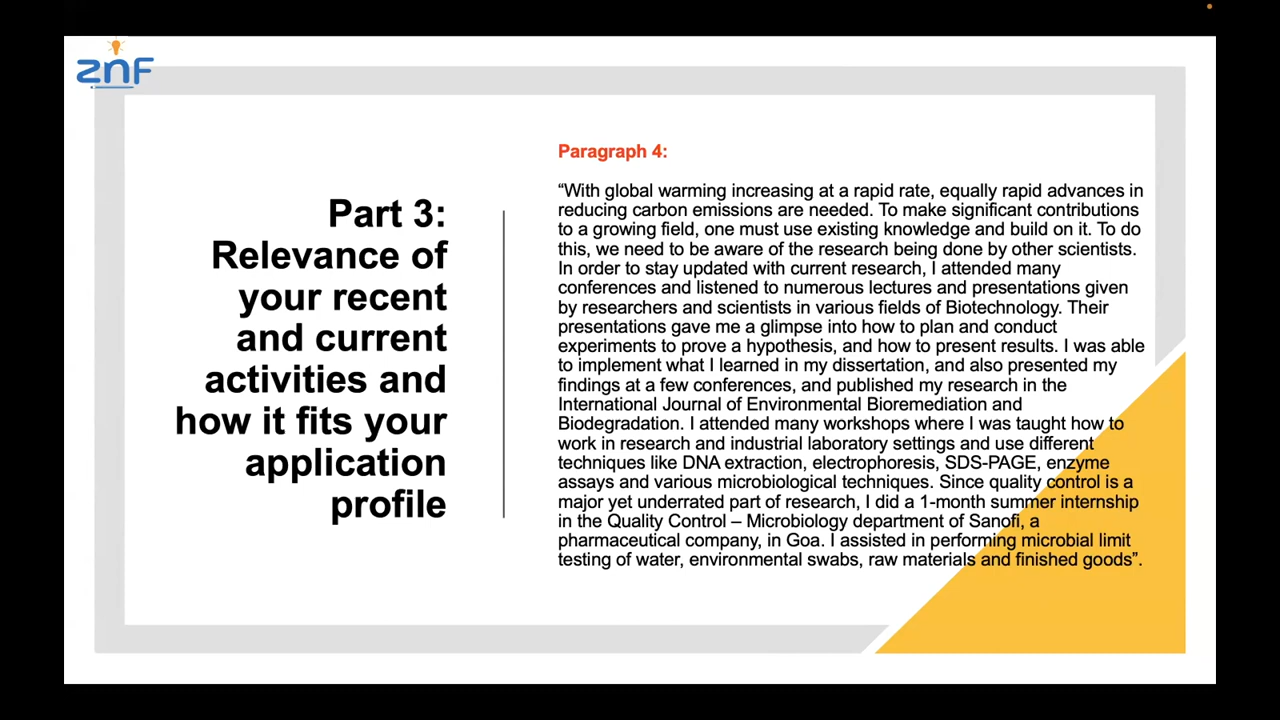 znF
Part 3:
Relevance of
your recent
and current
activities and
how it fits your
application
profile
Paragraph 4:
“With global warming increasing at a rapid rate, equally rapid advances in
reducing carbon emissions are needed. To make significant contributions
to a growing field, one must use existing knowledge and build on it. To do
this, we need to be aware of the research being done by other scientists.
In order to stay updated with current research, I attended many
conferences and listened to numerous lectures and presentations given
by researchers and scientists in various fields of Biotechnology. Their
presentations gave me a glimpse into how to plan and conduct
experiments to prove a hypothesis, and how to present results. I was able
to implement what I learned in my dissertation, and also presented my
findings at a few conferences, and published my research in the
International Journal of Environmental Bioremediation and
Biodegradation. I attended many workshops where I was taught how to
work in research and industrial laboratory settings and use different
techniques like DNA extraction, electrophoresis, SDS-PAGE, enzyme
assays and various microbiological techniques. Since quality control is a
major yet underrated part of research, I did a 1-month summer internship
in the Quality Control – Microbiology department of Sanofi, a
pharmaceutical company, in Goa. I assisted in performing microbial limit
testing of water, environmental swabs, raw materials and finished goods”.